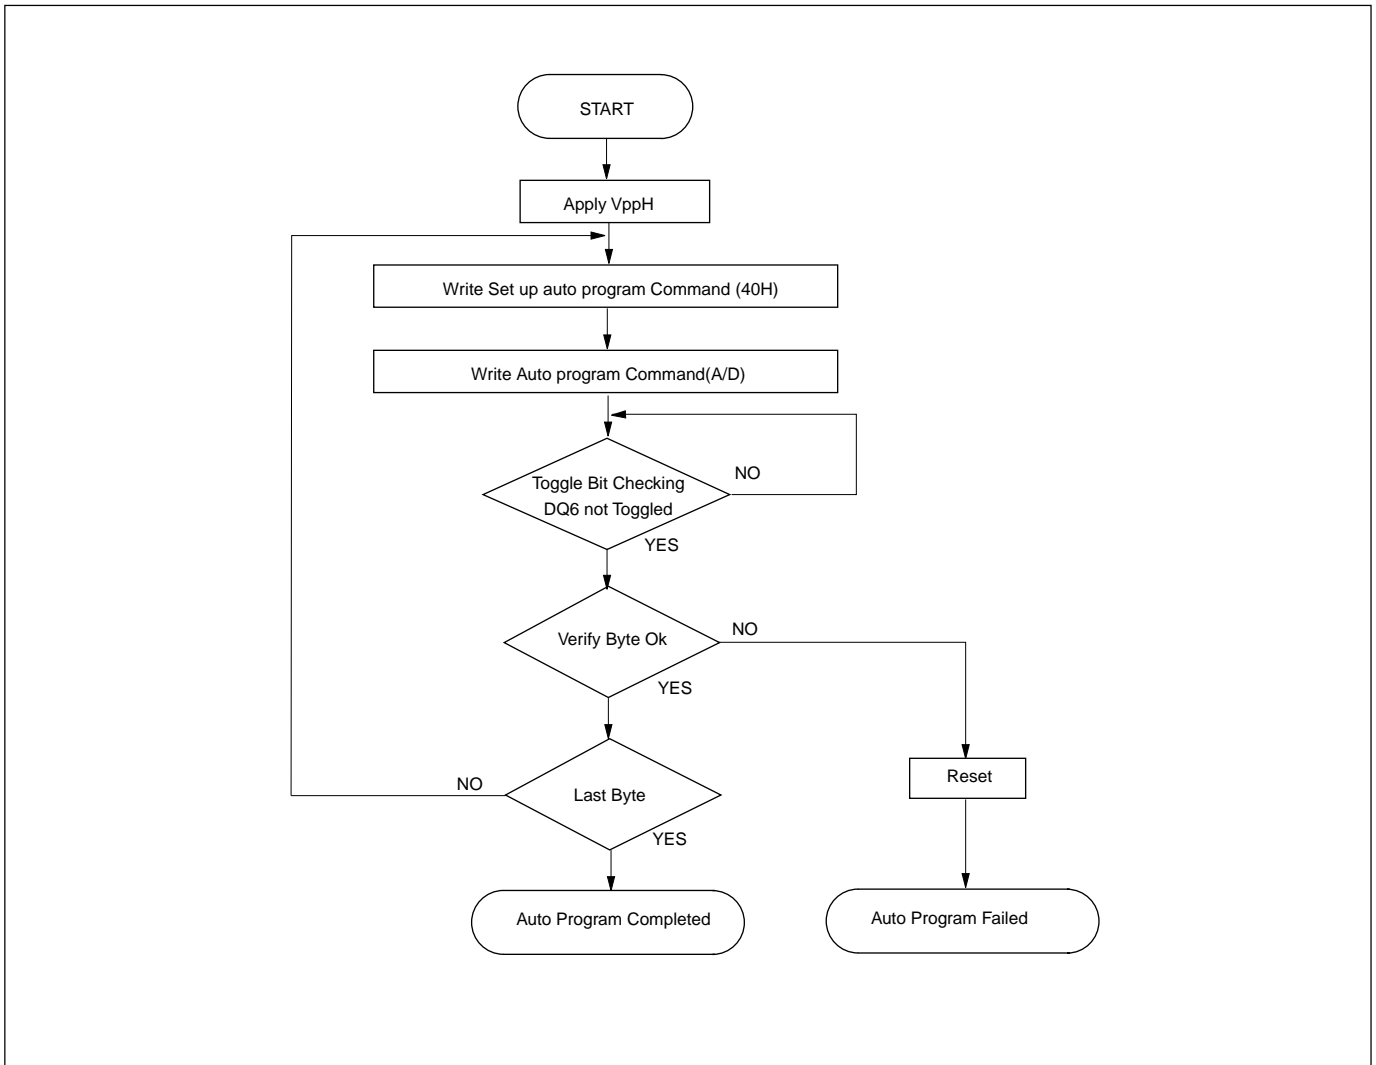 START
Apply VppH
Write Set up auto program Command (40H)
Write Auto program Command(A/D)
Toggle Bit Checking
DQ6 not Toggled
NO
YES
Verify Byte Ok
NO
YES
Last Byte
NO
YES
Reset
Auto Program Completed
Auto Program Failed